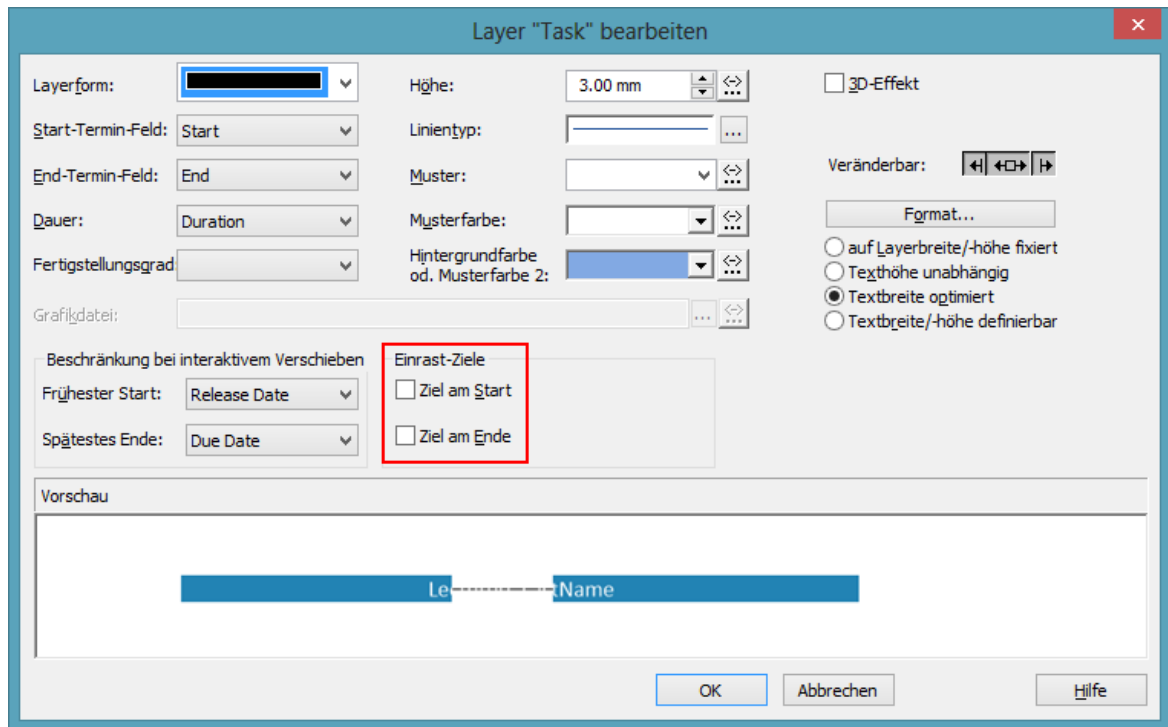 Layer "Task" bearbeiten
Layerform:
Höhe: 3.00 mm
3D-Effekt
Start-Termin-Feld: Start
Linientyp: ...
End-Termin-Feld: End
Muster:
Veränderbar:
Dauer: Duration
Musterfarbe:
Format...
Fertigstellungsgrad
Hintergrundfarbe
od. Musterfarbe 2:
auf Layerbreite/-höhe fixiert
Texthöhe unabhängig
Textbreite optimiert
Textbreite/-höhe definierbar
Grafikdatei: ...
Beschränkung bei interaktivem Verschieben
Frühester Start: Release Date
Spätestes Ende: Due Date
Einrast-Ziele
Ziel am Start
Ziel am Ende
Vorschau
OK Abbrechen Hilfe